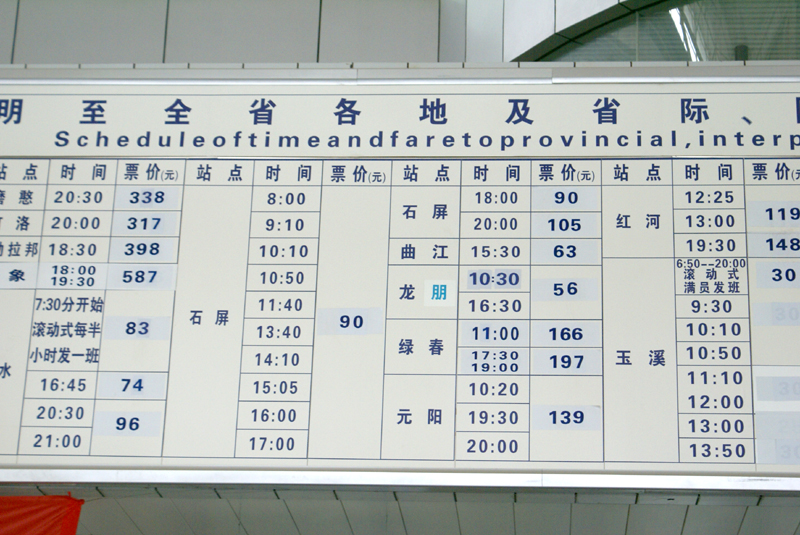 明至全省各地及省际、
Scheduleoftimeandfaretoprovincial,interp
站点 时间 票价(元) 站点 时间 票价(元) 站点 时间 票价(元) 站点 时间 票价(元)
憨 20:30 338
洛 20:00 317
拉邦 18:30 398
象 18:00 19:30 587
水 7:30分开始
滚动式每半
小时发一班 83
16:45 74
20:30 96
21:00
石屏 8:00 90
9:10
10:10
10:50
11:40
13:40
14:10
15:05
16:00
17:00
石屏 18:00 90
20:00 105
曲江 15:30 63
龙朋 10:30 56
16:30
绿春 11:00 166
17:30 19:00 197
元阳 10:20 139
19:30
20:00
红河 12:25
13:00 119
19:30 148
玉溪 6:50--20:00
滚动式
满员发班 30
9:30
10:10
10:50
11:10
12:00
13:00
13:50